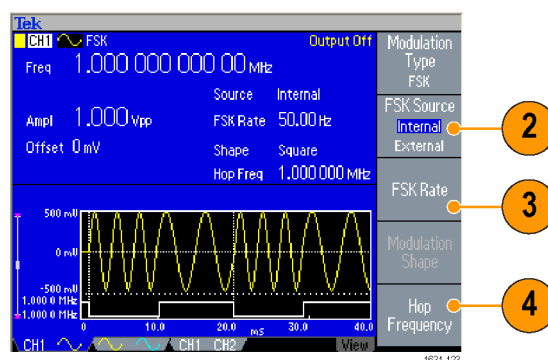 Tek
CH1 FSK Output Off
Freq 1.000 000 000 00 MHz
Source Internal
Ampl 1.000 Vpp FSK Rate 50.00 Hz
Offset 0 mV Shape Square
Hop Freq 1.000 000 MHz
Modulation
Type
FSK
FSK Source
Internal
External
2
FSK Rate
3
Modulation
Shape
Hop
Frequency
4
500 mV
0 mV
-500 mV
1.000 0 MHz
1.000 0 MHz
0 10.0 20.0 ms 30.0 40.0
CH1 CH1 CH2 View
1631-123